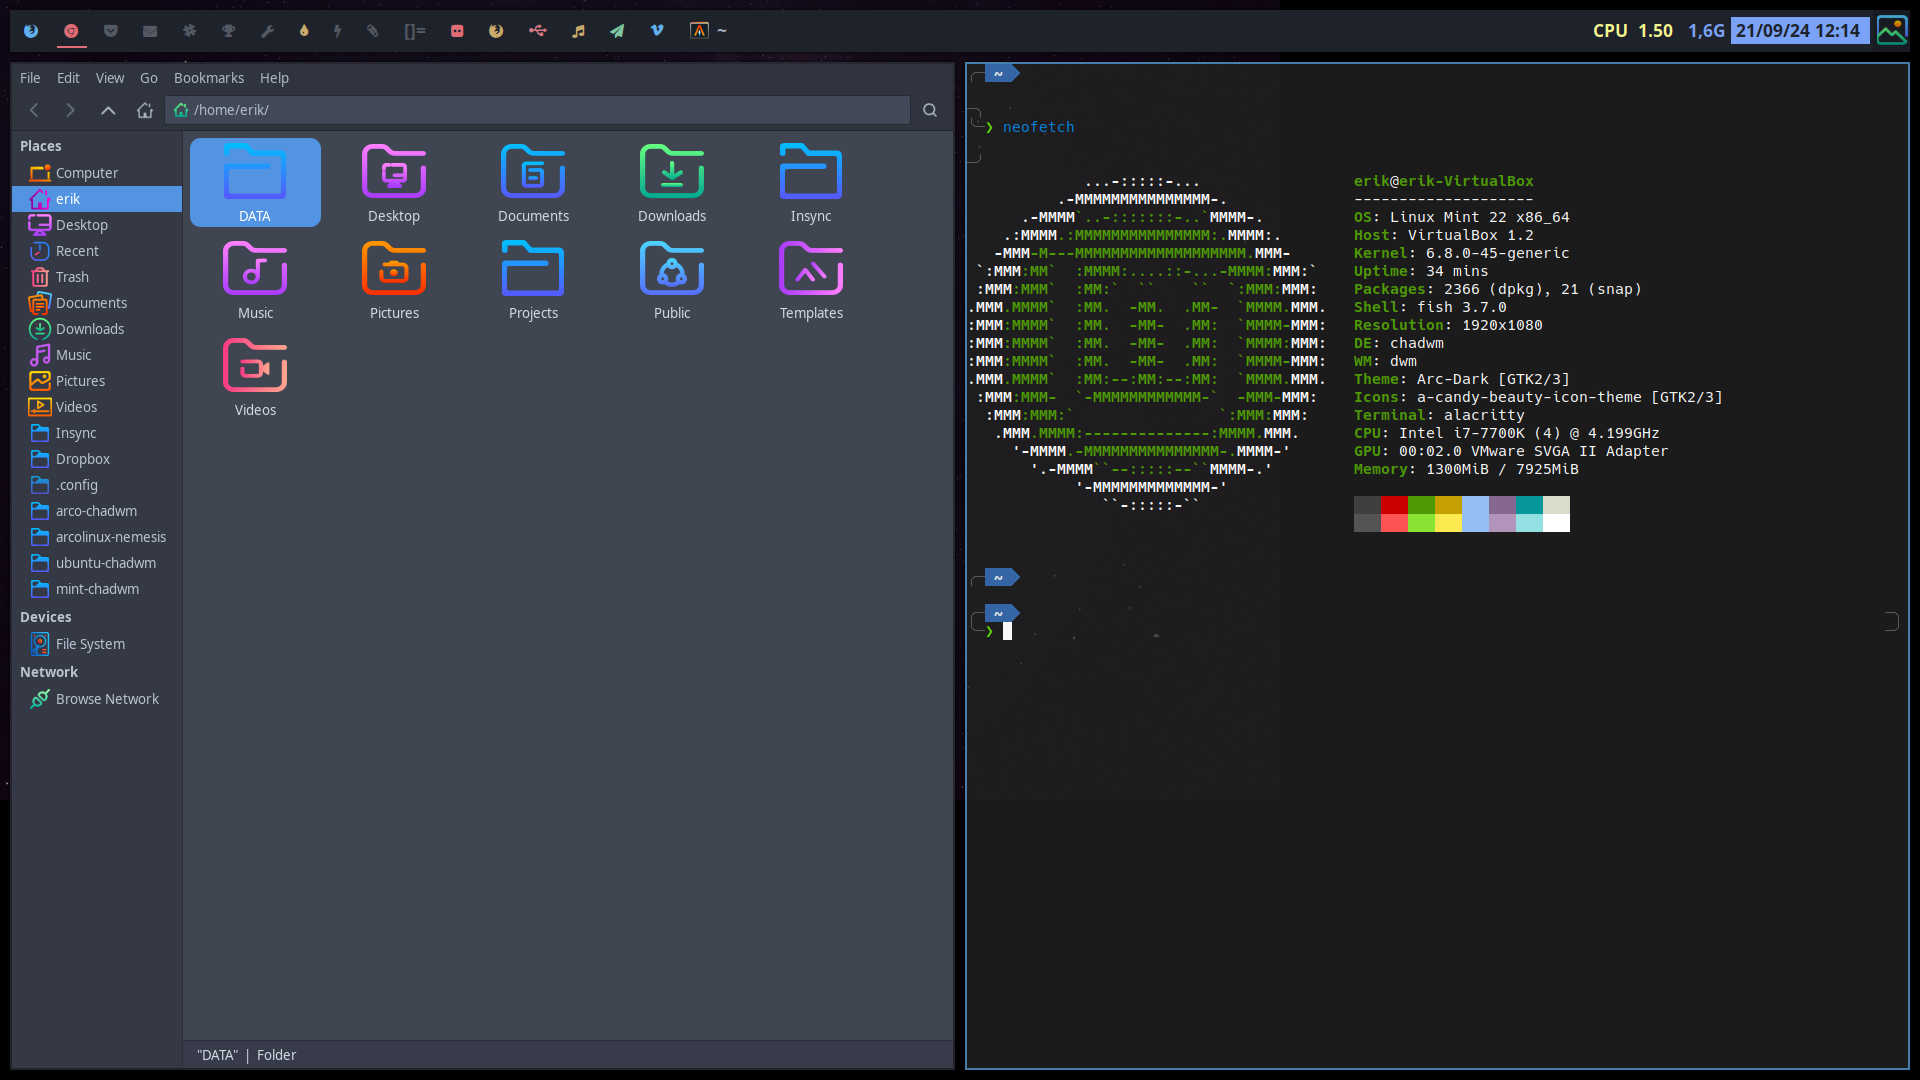 []= ~ CPU 1.50 1,6G 21/09/24 12:14
File Edit View Go Bookmarks Help
/home/erik/
Places
Computer
erik
Desktop
Recent
Trash
Documents
Downloads
Music
Pictures
Videos
Insync
Dropbox
.config
arco-chadwm
arcolinux-nemesis
ubuntu-chadwm
mint-chadwm
Devices
File System
Network
Browse Network
DATA Desktop Documents Downloads Insync
Music Pictures Projects Public Templates
Videos
"DATA" | Folder
~
❯ neofetch
erik@erik-VirtualBox
--------------------
OS: Linux Mint 22 x86_64
Host: VirtualBox 1.2
Kernel: 6.8.0-45-generic
Uptime: 34 mins
Packages: 2366 (dpkg), 21 (snap)
Shell: fish 3.7.0
Resolution: 1920x1080
DE: chadwm
WM: dwm
Theme: Arc-Dark [GTK2/3]
Icons: a-candy-beauty-icon-theme [GTK2/3]
Terminal: alacritty
CPU: Intel i7-7700K (4) @ 4.199GHz
GPU: 00:02.0 VMware SVGA II Adapter
Memory: 1300MiB / 7925MiB
~
~
❯